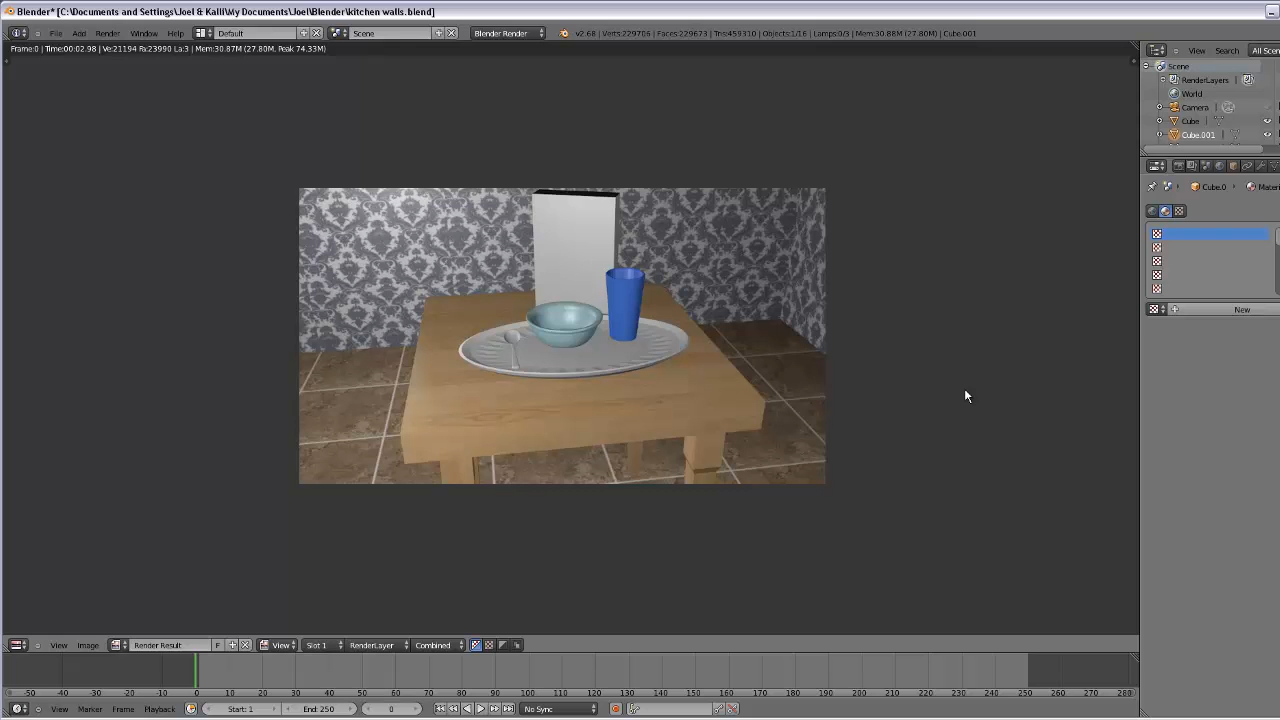 Blender* [C:\Documents and Settings\Joel & Kalli\My Documents\Joel\Blender\kitchen walls.blend]
File Add Render Window Help Default Scene Blender Render v2.68 | Verts:229706 | Faces:229673 | Tris:459310 | Objects:1/16 | Lamps:0/3 | Mem:30.88M (27.80M) | Cube.001
Frame:0 | Time:00:02.98 | Ve:21194 Fa:23990 La:3 | Mem:30.87M (27.80M, Peak 74.33M)
View Search All Scen
Scene
RenderLayers
World
Camera
Cube
Cube.001
Cube.0 Materi
New
View Image Render Result F View Slot 1 RenderLayer Combined
-50 -40 -30 -20 -10 0 10 20 30 40 50 60 70 80 90 100 110 120 130 140 150 160 170 180 190 200 210 220 230 240 250 260 270 280
View Marker Frame Playback Start: 1 End: 250 0 No Sync